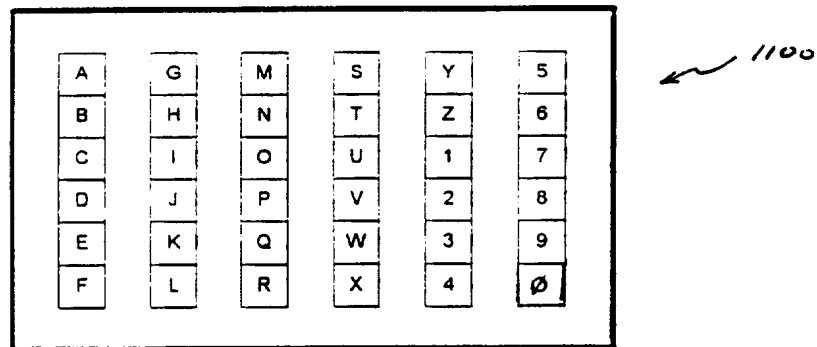 A G M S Y 5
B H N T Z 6
C I O U 1 7
D J P V 2 8
E K Q W 3 9
F L R X 4 Ø
1100